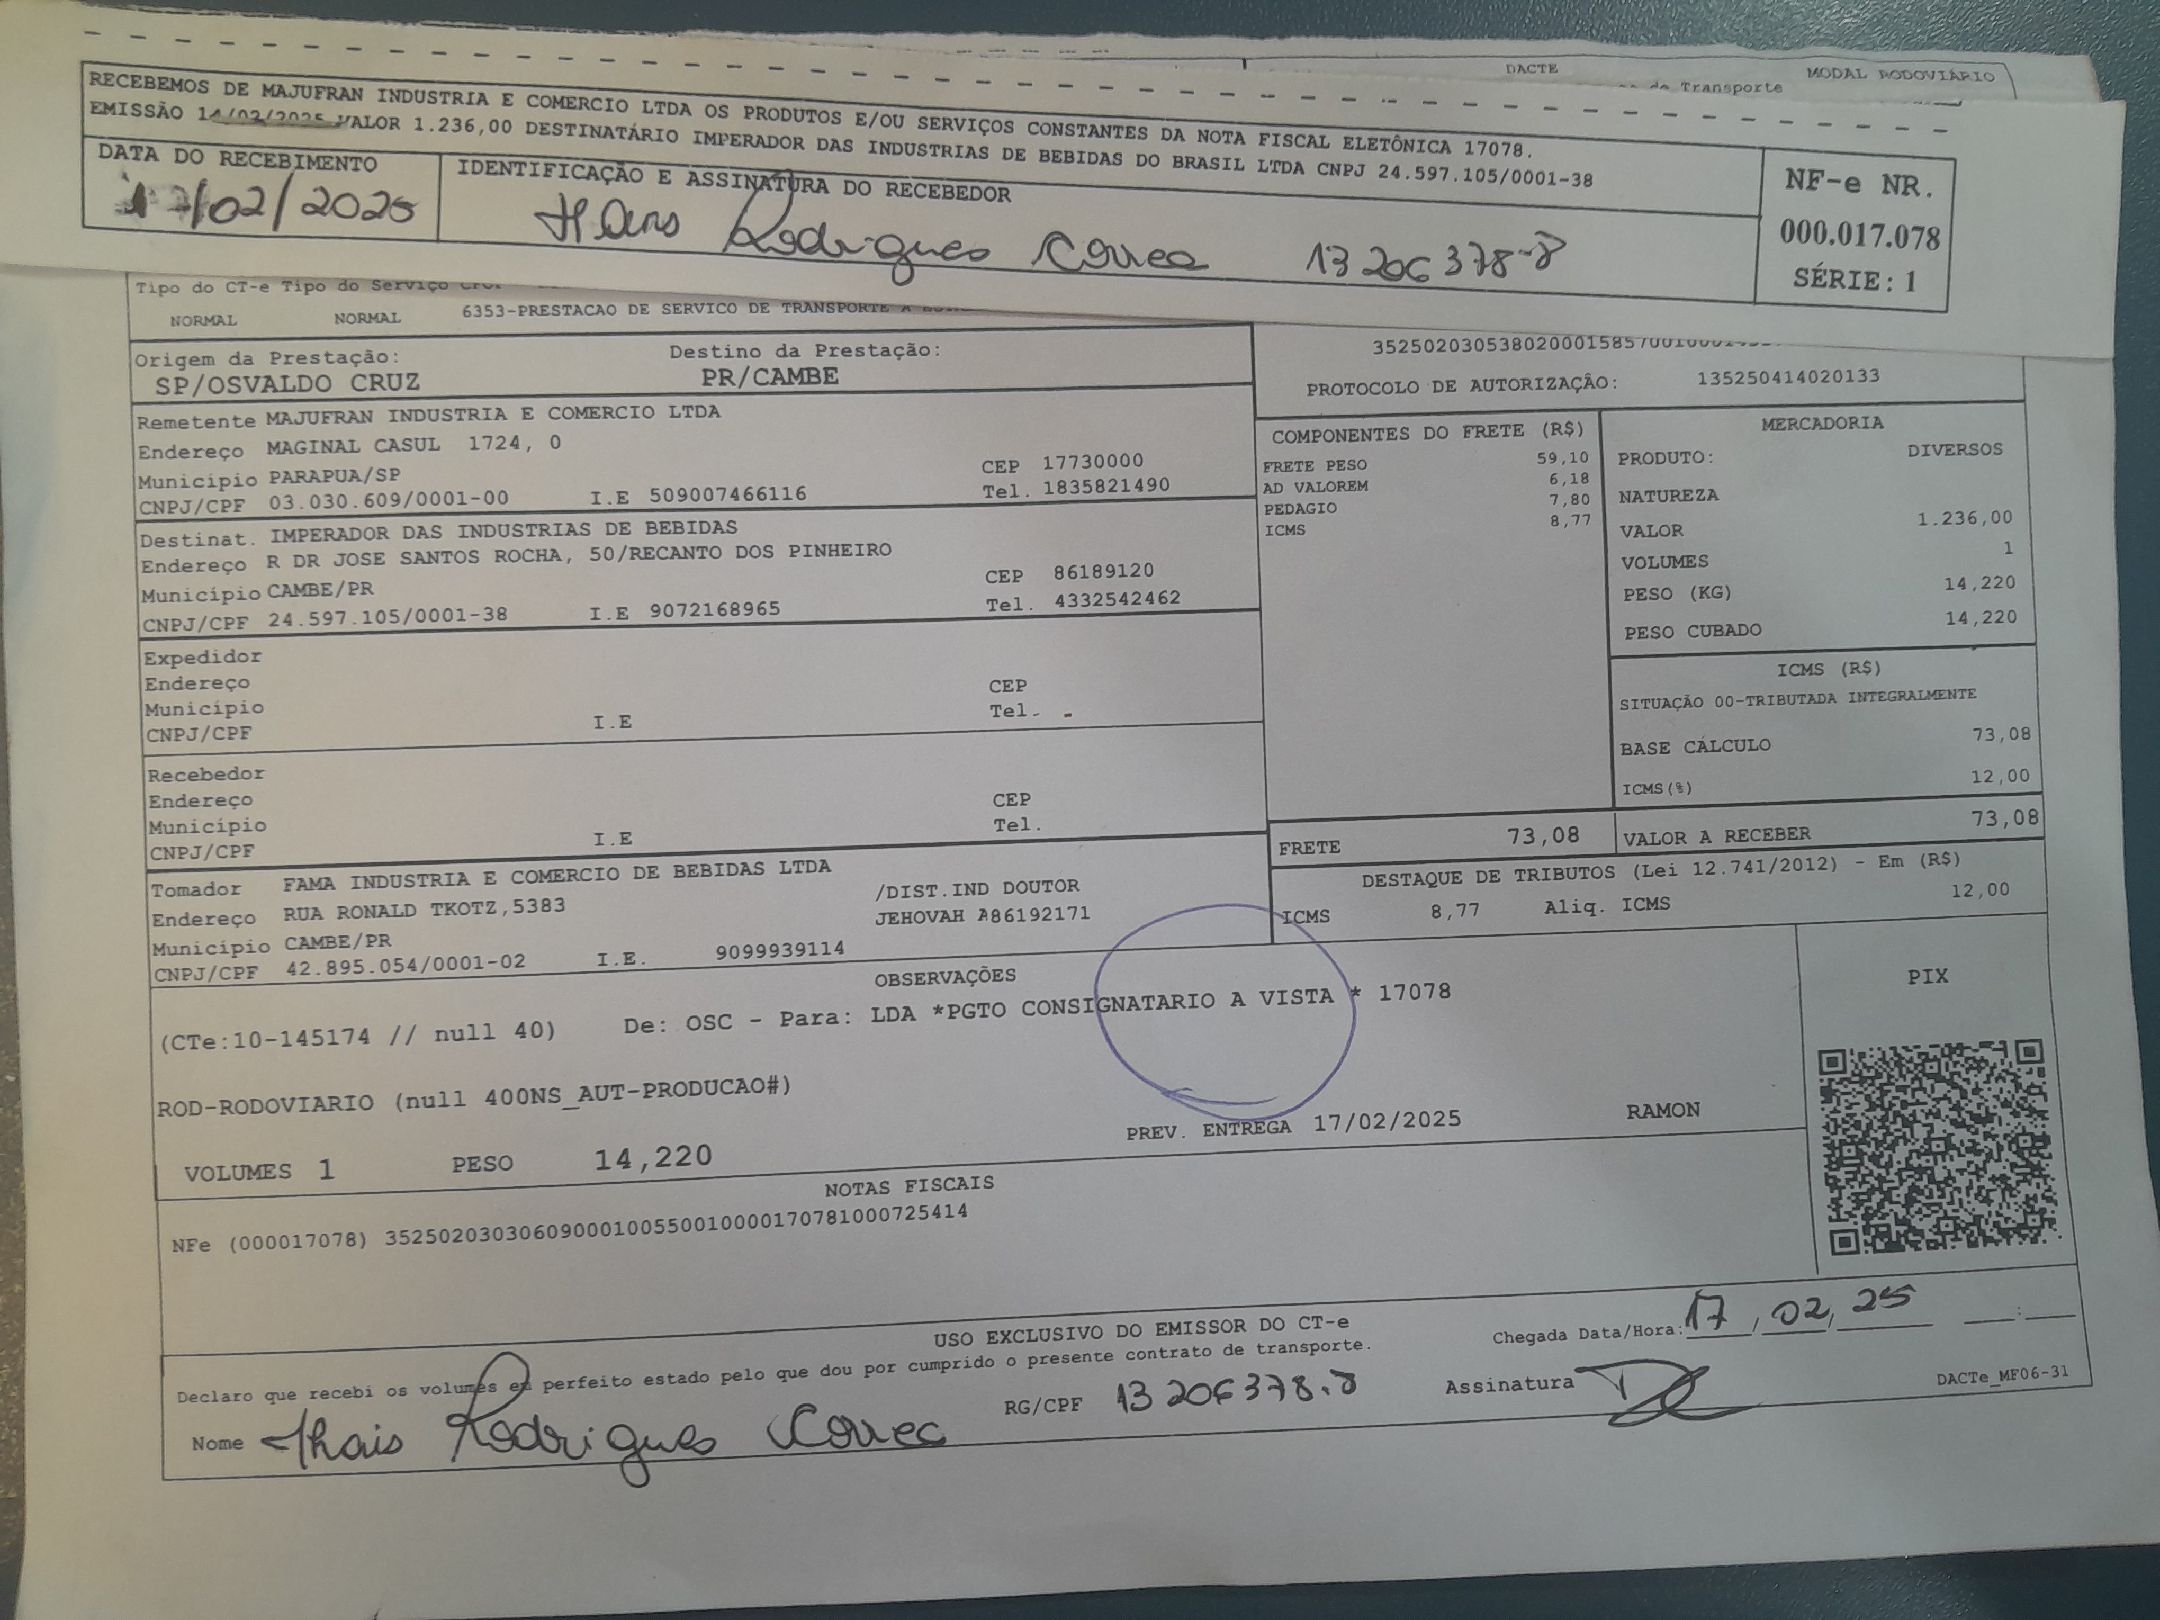 DACTE
MODAL RODOVIÁRIO
de Transporte
RECEBEMOS DE MAJUFRAN INDUSTRIA E COMERCIO LTDA OS PRODUTOS E/OU SERVIÇOS CONSTANTES DA NOTA FISCAL ELETÔNICA 17078.
EMISSÃO 14/02/2025 VALOR 1.236,00 DESTINATÁRIO IMPERADOR DAS INDUSTRIAS DE BEBIDAS DO BRASIL LTDA CNPJ 24.597.105/0001-38
DATA DO RECEBIMENTO
17/02/2025
IDENTIFICAÇÃO E ASSINATURA DO RECEBEDOR
Thais Rodrigues Correa 13 206 378-8
NF-e NR.
000.017.078
SÉRIE: 1
Tipo do CT-e Tipo do Serviço
NORMAL NORMAL 6353-PRESTACAO DE SERVICO DE TRANSPORTE A
Origem da Prestação: Destino da Prestação:
SP/OSVALDO CRUZ PR/CAMBE
PROTOCOLO DE AUTORIZAÇÃO: 135250414020133
Remetente MAJUFRAN INDUSTRIA E COMERCIO LTDA
Endereço MAGINAL CASUL 1724, 0
Município PARAPUA/SP CEP 17730000
CNPJ/CPF 03.030.609/0001-00 I.E 509007466116 Tel. 1835821490
Destinat. IMPERADOR DAS INDUSTRIAS DE BEBIDAS
Endereço R DR JOSE SANTOS ROCHA, 50/RECANTO DOS PINHEIRO
Município CAMBE/PR CEP 86189120
CNPJ/CPF 24.597.105/0001-38 I.E 9072168965 Tel. 4332542462
Expedidor
Endereço
Município CEP
CNPJ/CPF I.E Tel.
Recebedor
Endereço
Município CEP
CNPJ/CPF I.E Tel.
Tomador FAMA INDUSTRIA E COMERCIO DE BEBIDAS LTDA
Endereço RUA RONALD TKOTZ,5383 /DIST.IND DOUTOR
JEHOVAH A86192171
Município CAMBE/PR
CNPJ/CPF 42.895.054/0001-02 I.E. 9099939114
COMPONENTES DO FRETE (R$)
FRETE PESO 59,10
AD VALOREM 6,18
PEDAGIO 7,80
ICMS 8,77
MERCADORIA
PRODUTO: DIVERSOS
NATUREZA
VALOR 1.236,00
VOLUMES 1
PESO (KG) 14,220
PESO CUBADO 14,220
ICMS (R$)
SITUAÇÃO 00-TRIBUTADA INTEGRALMENTE
BASE CÁLCULO 73,08
ICMS(%) 12,00
FRETE 73,08 VALOR A RECEBER 73,08
DESTAQUE DE TRIBUTOS (Lei 12.741/2012) - Em (R$)
ICMS 8,77 Aliq. ICMS 12,00
OBSERVAÇÕES
(CTe:10-145174 // null 40) De: OSC - Para: LDA *PGTO CONSIGNATARIO A VISTA * 17078
PIX
ROD-RODOVIARIO (null 400NS_AUT-PRODUCAO#)
VOLUMES 1 PESO 14,220 PREV. ENTREGA 17/02/2025 RAMON
NOTAS FISCAIS
NFe (000017078) 35250203030609000100550010000170781000725414
USO EXCLUSIVO DO EMISSOR DO CT-e
Declaro que recebi os volumes em perfeito estado pelo que dou por cumprido o presente contrato de transporte.
Chegada Data/Hora: 17/02/25 :
Nome Thais Rodrigues Correa RG/CPF 13 206378.8 Assinatura
DACTe_MF06-31